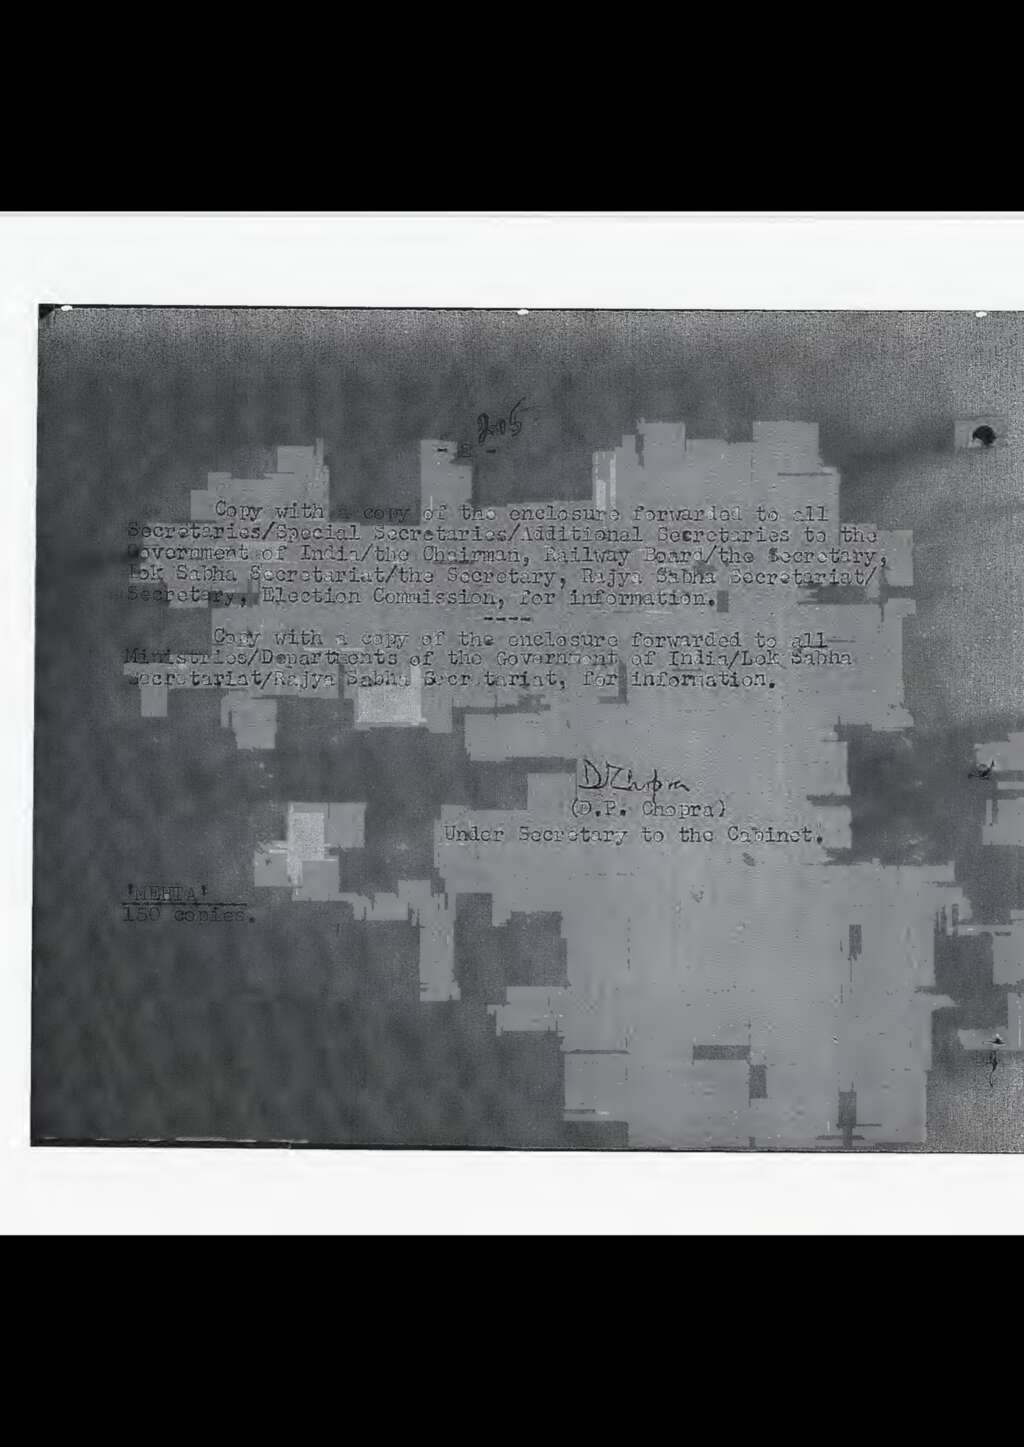 205
- 2 -
Copy with a copy of the enclosure forwarded to all
Secretaries/Special Secretaries/Additional Secretaries to the
Government of India/the Chairman, Railway Board/the Secretary,
Lok Sabha Secretariat/the Secretary, Rajya Sabha Secretariat/
Secretary, Election Commission, for information.
----
Copy with a copy of the enclosure forwarded to all
Ministries/Departments of the Government of India/Lok Sabha
Secretariat/Rajya Sabha Secretariat, for information.
DPChopra
(D.P. Chopra)
Under Secretary to the Cabinet.
'MEHTA'
150 copies.